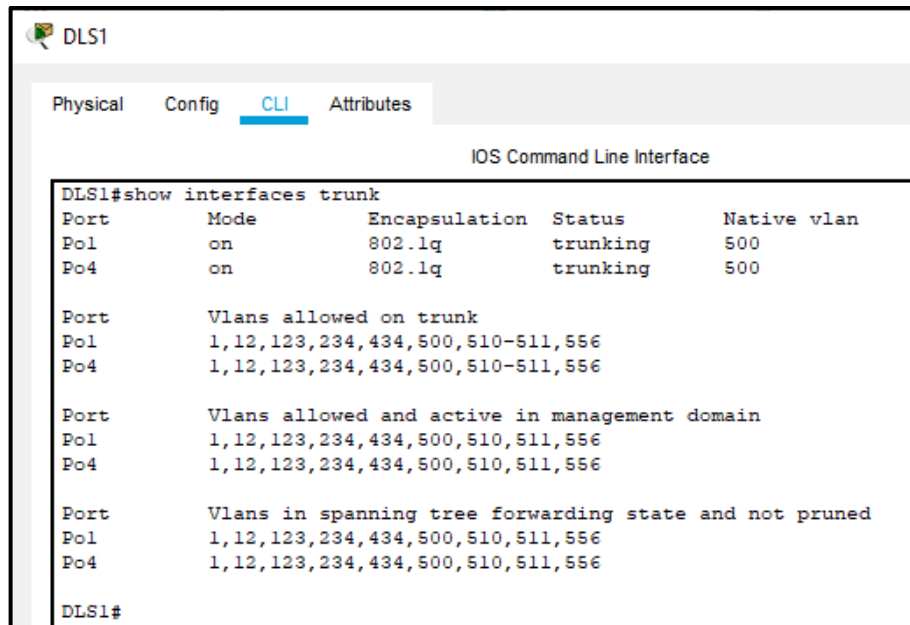 DLS1
Physical Config CLI Attributes
IOS Command Line Interface
DLS1#show interfaces trunk
Port Mode Encapsulation Status Native vlan
Po1 on 802.1q trunking 500
Po4 on 802.1q trunking 500
Port Vlans allowed on trunk
Po1 1,12,123,234,434,500,510-511,556
Po4 1,12,123,234,434,500,510-511,556
Port Vlans allowed and active in management domain
Po1 1,12,123,234,434,500,510,511,556
Po4 1,12,123,234,434,500,510,511,556
Port Vlans in spanning tree forwarding state and not pruned
Po1 1,12,123,234,434,500,510,511,556
Po4 1,12,123,234,434,500,510,511,556
DLS1#